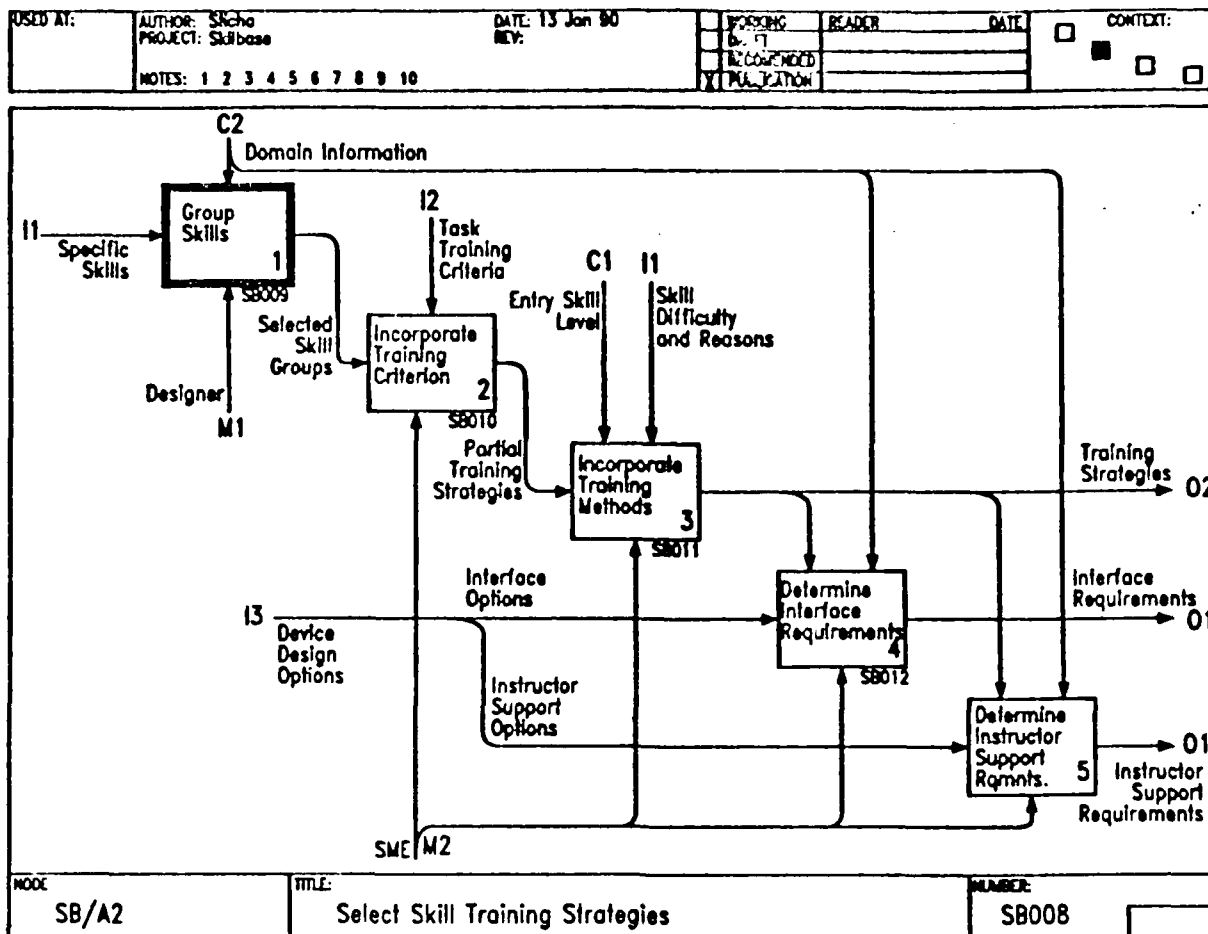 USED AT:
AUTHOR:
DATE: 13 Jan 90
PROJECT: Skillbase
REV:
NOTES: 1 2 3 4 5 6 7 8 9 10
WORKING
READER
DATE
CONTEXT:
C2
Domain Information
I1
Specific
Skills
Group
Skills
1
SB009
I2
Task
Training
Criteria
Selected
Skill
Groups
Designer
M1
Incorporate
Training
Criterion
2
SB010
C1
I1
Entry Skill
Level
Skill
Difficulty
and Reasons
Partial
Training
Strategies
Incorporate
Training
Methods
3
SB011
Training
Strategies
O2
I3
Device
Design
Options
Interface
Options
Determine
Interface
Requirements
4
SB012
Interface
Requirements
O1
Instructor
Support
Options
Determine
Instructor
Support
Rqmnts.
5
O1
Instructor
Support
Requirements
SME
M2
NODE
SB/A2
TITLE:
Select Skill Training Strategies
NUMBER:
SB008